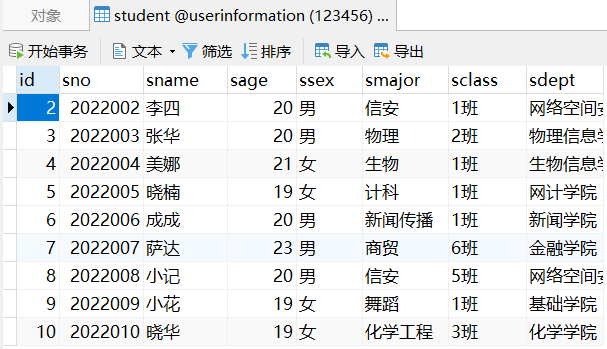 对象 student @userinformation (123456) ...
开始事务 文本 筛选 排序 导入 导出
id sno sname sage ssex smajor sclass sdept
2 2022002 李四 20 男 信安 1班 网络空间安
3 2022003 张华 20 男 物理 2班 物理信息学
4 2022004 美娜 21 女 生物 1班 生物信息学
5 2022005 晓楠 19 女 计科 1班 网计学院
6 2022006 成成 20 男 新闻传播 1班 新闻学院
7 2022007 萨达 23 男 商贸 6班 金融学院
8 2022008 小记 20 男 信安 5班 网络空间安
9 2022009 小花 19 女 舞蹈 1班 基础学院
10 2022010 晓华 19 女 化学工程 3班 化学学院